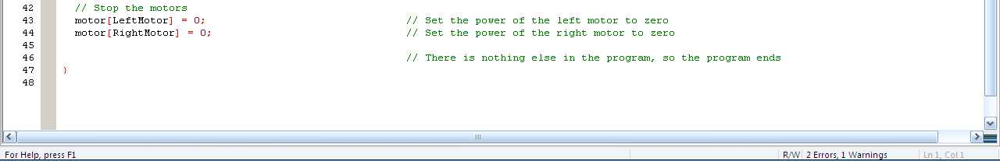 42 // Stop the motors
43 motor[LeftMotor] = 0; // Set the power of the left motor to zero
44 motor[RightMotor] = 0; // Set the power of the right motor to zero
45
46 // There is nothing else in the program, so the program ends
47 }
48
For Help, press F1 R/W 2 Errors, 1 Warnings Ln 1, Col 1